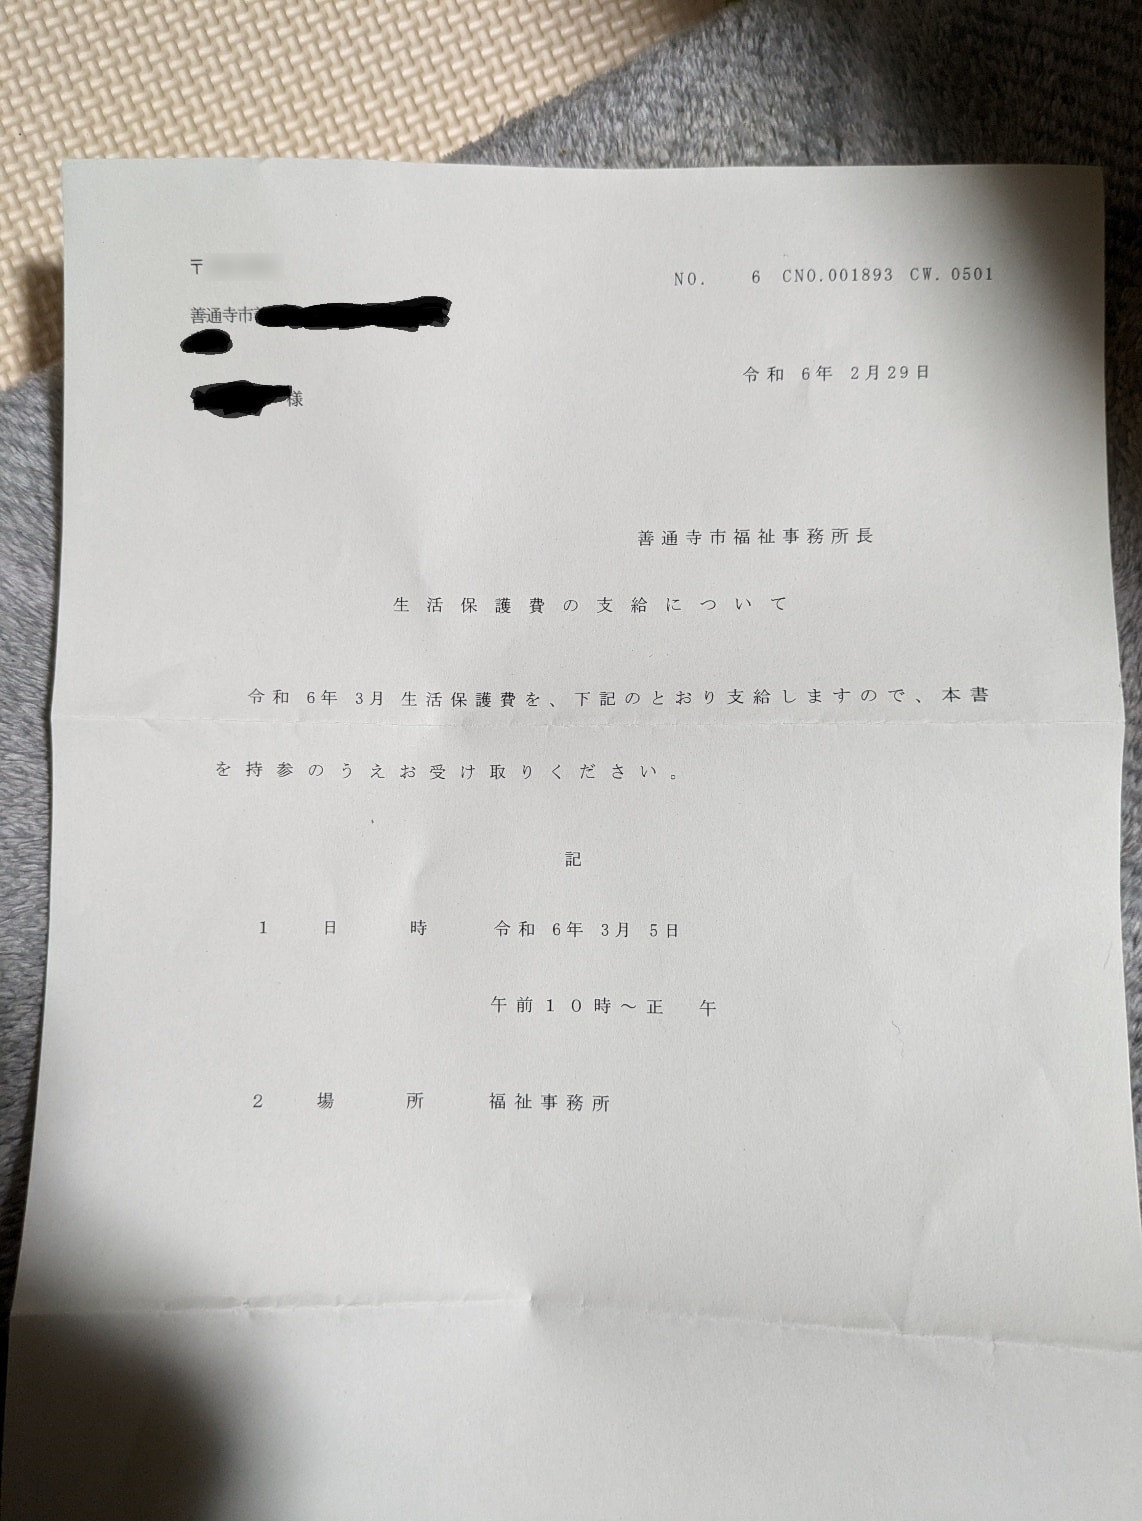 〒
NO. 6 CNO.001893 CW. 0501
善通寺市
様
令和 6年 2月29日
善通寺市福祉事務所長
生活保護費の支給について
令和 6年 3月 生活保護費を、下記のとおり支給しますので、本書
を持参のうえお受け取りください。
記
1 日 時 令和 6年 3月 5日
午前10時～正 午
2 場 所 福祉事務所